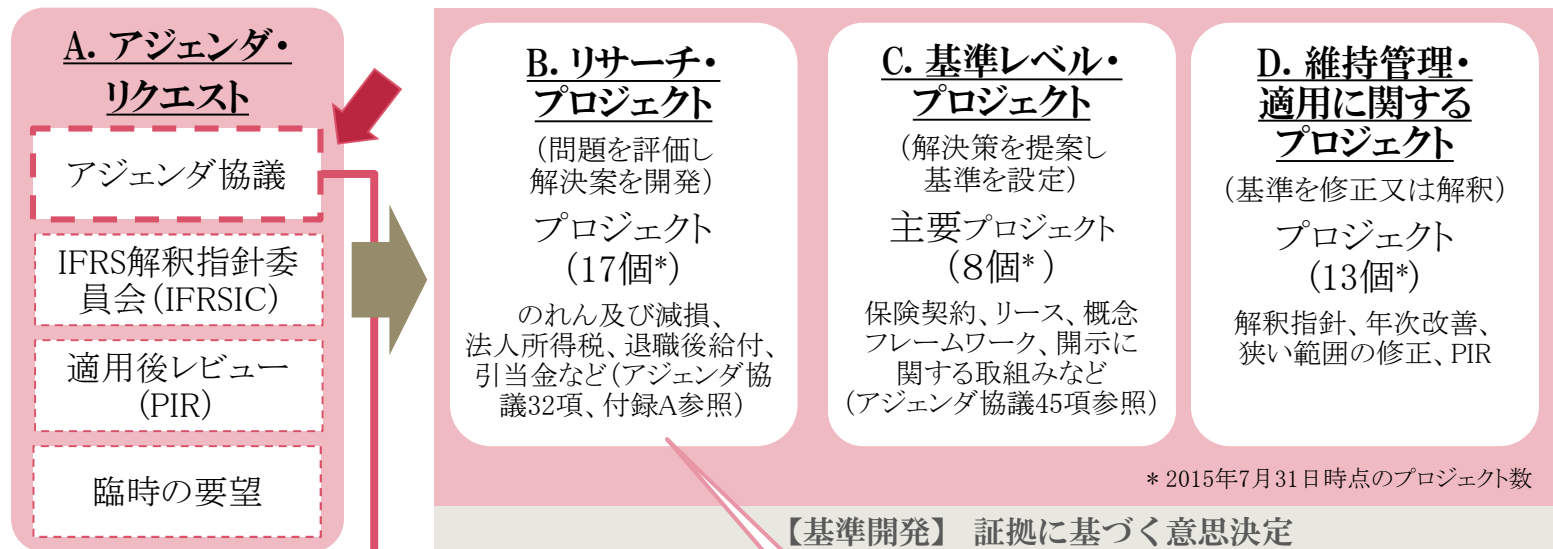 A. アジェンダ・
リクエスト
アジェンダ協議
IFRS解釈指針委
員会(IFRSIC)
適用後レビュー
(PIR)
臨時の要望
B. リサーチ・
プロジェクト
(問題を評価し
解決案を開発)
プロジェクト
(17個*)
のれん及び減損、
法人所得税、退職後給付、
引当金など(アジェンダ協
議32項、付録A参照)
C. 基準レベル・
プロジェクト
(解決策を提案し
基準を設定)
主要プロジェクト
(8個*)
保険契約、リース、概念
フレームワーク、開示に
関する取組みなど
(アジェンダ協議45項参照)
D. 維持管理・
適用に関する
プロジェクト
(基準を修正又は解釈)
プロジェクト
(13個*)
解釈指針、年次改善、
狭い範囲の修正、PIR
* 2015年7月31日時点のプロジェクト数
【基準開発】 証拠に基づく意思決定